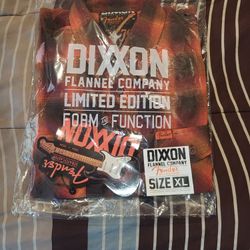 DIXXON
FLANNEL COMPANY
LIMITED EDITION
FORM & FUNCTION
DIXXON
Fender
DIXXON
FLANNEL COMPANY
Fender
SIZE XL